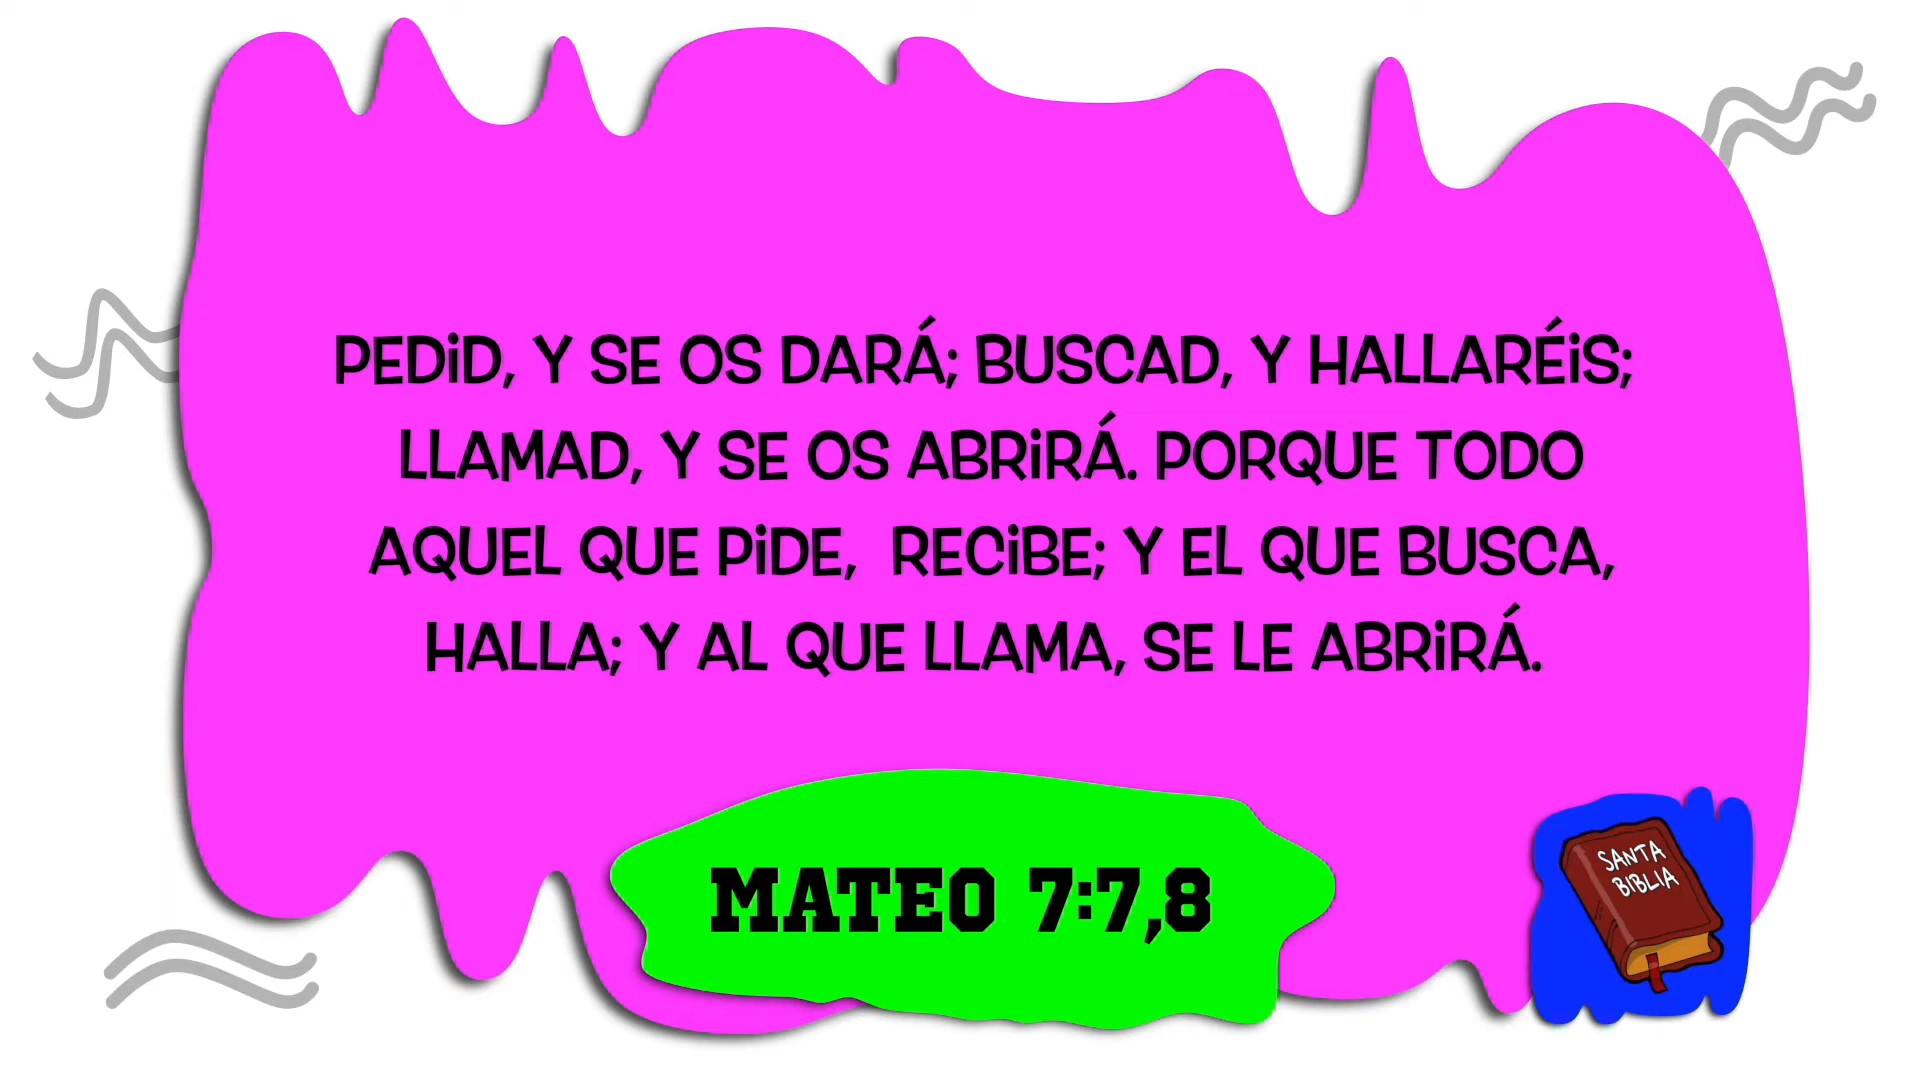 PEDiD, Y SE OS DARÁ; BUSCAD, Y HALLARÉiS;
LLAMAD, Y SE OS ABRiRÁ. PORQUE TODO
AQUEL QUE PiDE,  RECiBE; Y EL QUE BUSCA,
HALLA; Y AL QUE LLAMA, SE LE ABRiRÁ.
MATEO 7:7,8
SANTA
BIBLIA